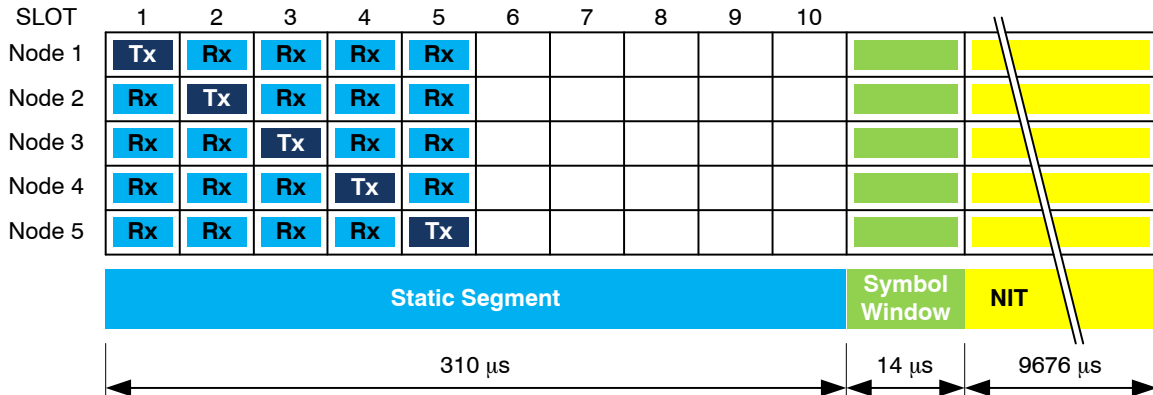 SLOT 1 2 3 4 5 6 7 8 9 10
Node 1 Tx Rx Rx Rx Rx
Node 2 Rx Tx Rx Rx Rx
Node 3 Rx Rx Tx Rx Rx
Node 4 Rx Rx Rx Tx Rx
Node 5 Rx Rx Rx Rx Tx
Static Segment
Symbol
Window
NIT
310 μs 14 μs 9676 μs